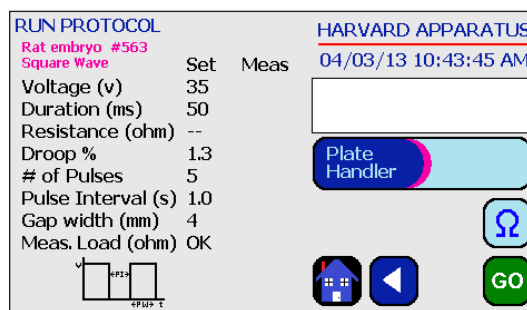 RUN PROTOCOL
Rat embryo #563
Square Wave
Set Meas
Voltage (v) 35
Duration (ms) 50
Resistance (ohm) --
Droop % 1.3
# of Pulses 5
Pulse Interval (s) 1.0
Gap width (mm) 4
Meas. Load (ohm) OK
V
<PI>
<PW> t
HARVARD APPARATUS
04/03/13 10:43:45 AM
Plate
Handler
Ω
GO